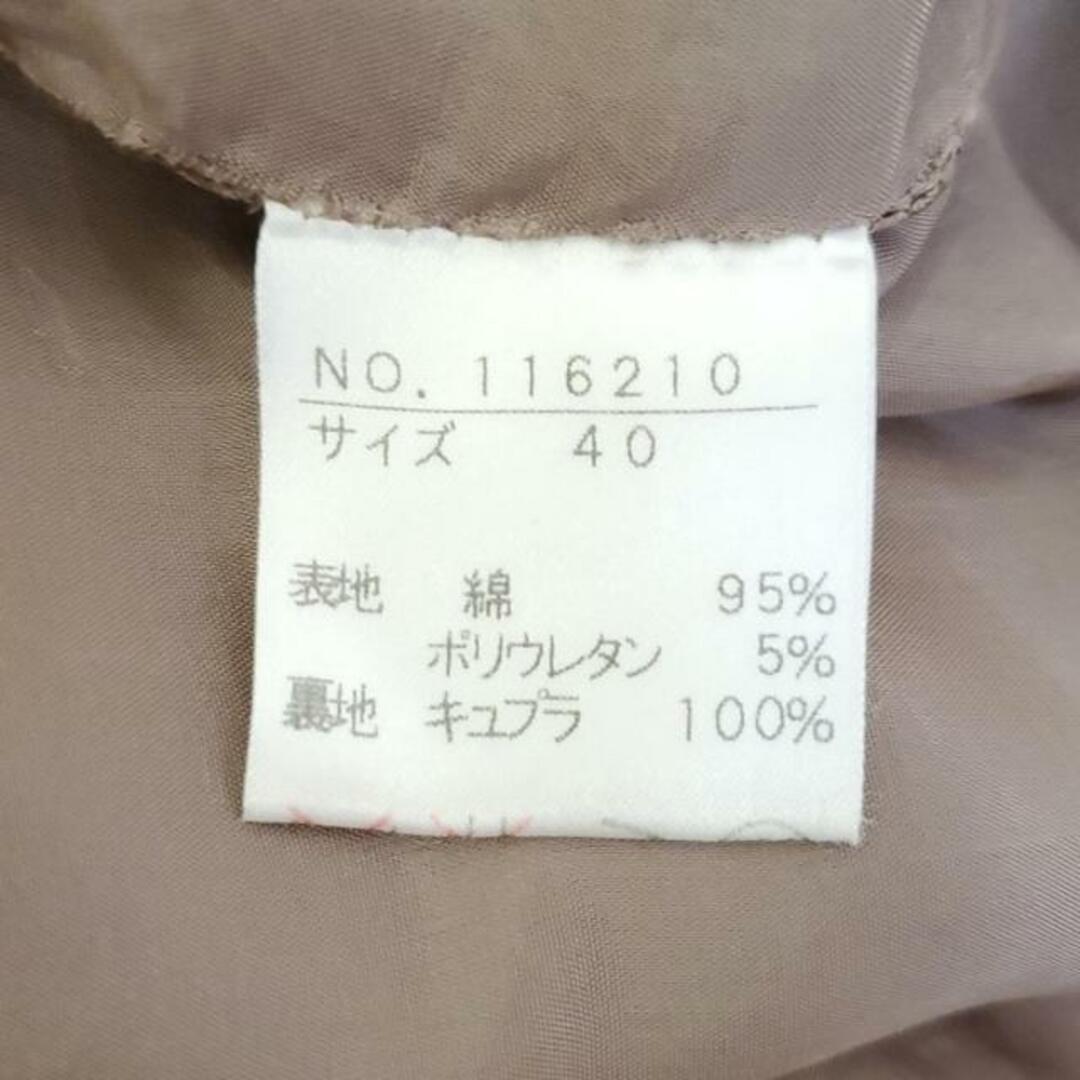 NO. 116210
サイズ 40
表地 綿 95%
ポリウレタン 5%
裏地 キュプラ 100%